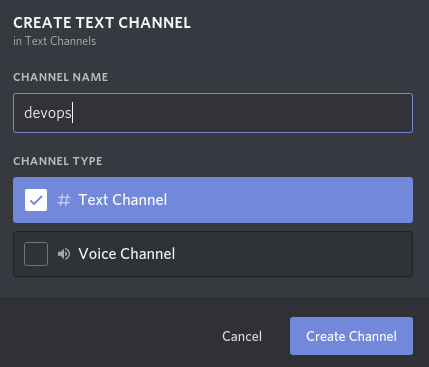 CREATE TEXT CHANNEL
in Text Channels
CHANNEL NAME
devops
CHANNEL TYPE
# Text Channel
Voice Channel
Cancel Create Channel